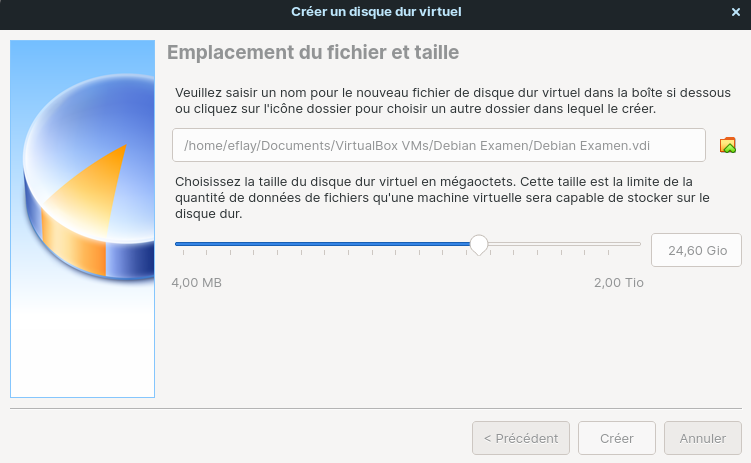 Créer un disque dur virtuel
Emplacement du fichier et taille
Veuillez saisir un nom pour le nouveau fichier de disque dur virtuel dans la boîte si dessous
ou cliquez sur l'icône dossier pour choisir un autre dossier dans lequel le créer.
/home/eflay/Documents/VirtualBox VMs/Debian Examen/Debian Examen.vdi
Choisissez la taille du disque dur virtuel en mégaoctets. Cette taille est la limite de la
quantité de données de fichiers qu'une machine virtuelle sera capable de stocker sur le
disque dur.
24,60 Gio
4,00 MB
2,00 Tio
< Précédent
Créer
Annuler